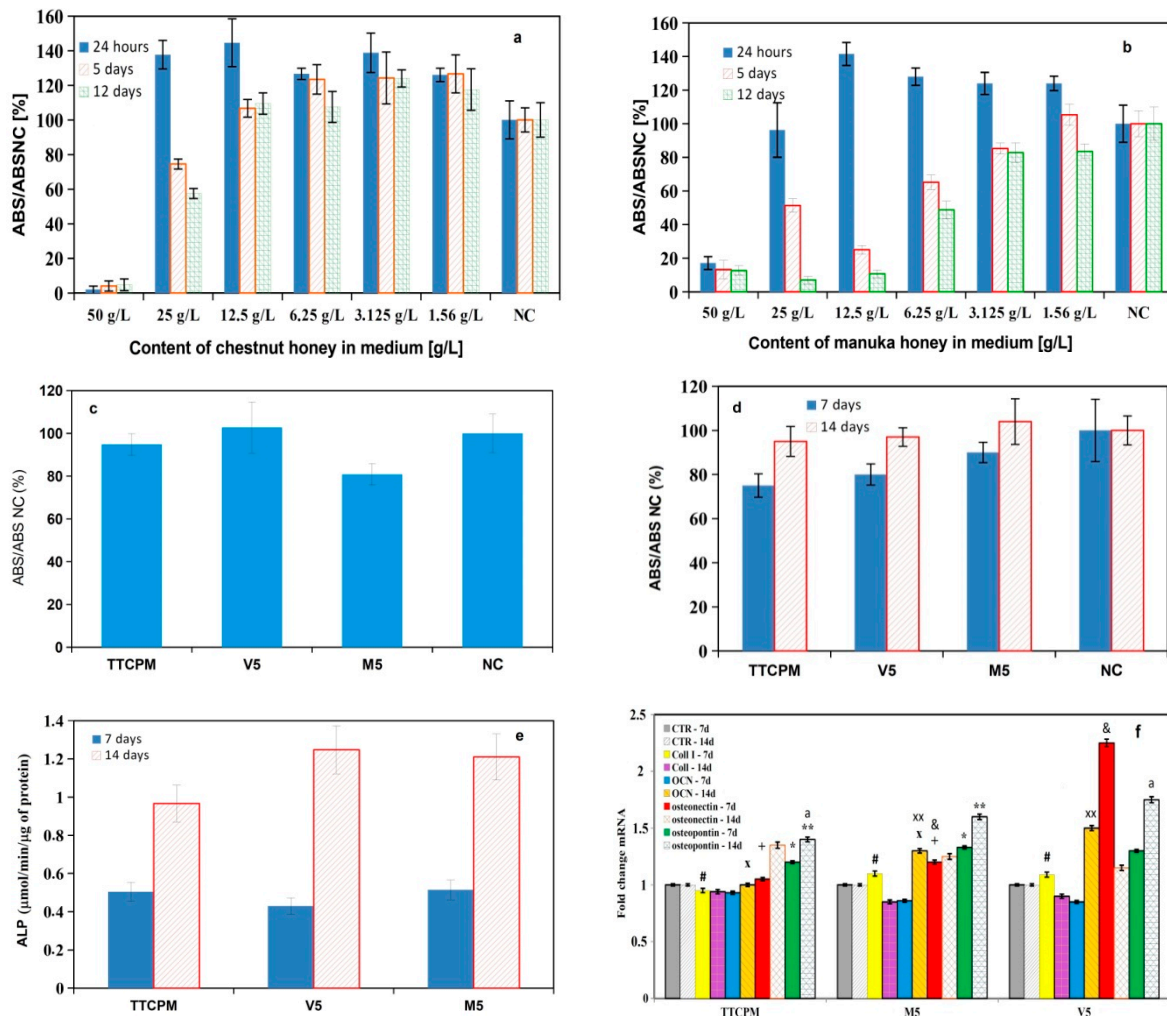 a
24 hours
5 days
12 days
160
140
120
100
80
60
40
20
0
ABS/ABSNC [%]
50 g/L 25 g/L 12.5 g/L 6.25 g/L 3.125 g/L 1.56 g/L NC
Content of chestnut honey in medium [g/L]
b
24 hours
5 days
12 days
160
140
120
100
80
60
40
20
0
ABS/ABSNC [%]
50 g/L 25 g/L 12.5 g/L 6.25 g/L 3.125 g/L 1.56 g/L NC
Content of manuka honey in medium [g/L]
c
120
100
80
60
40
20
0
ABS/ABS NC (%)
TTCPM V5 M5 NC
d
7 days
14 days
120
100
80
60
40
20
0
ABS/ABS NC (%)
TTCPM V5 M5 NC
e
7 days
14 days
1.4
1.2
1
0.8
0.6
0.4
0.2
0
ALP (µmol/min/µg of protein)
TTCPM V5 M5
f
CTR - 7d
CTR - 14d
Coll I - 7d
Coll - 14d
OCN - 7d
OCN - 14d
osteonectin - 7d
osteonectin - 14d
osteopontin - 7d
osteopontin - 14d
2.5
2
1.5
1
0.5
0
Fold change mRNA
# x + * a
**
# xx
x &
+ * **
# xx & a
TTCPM M5 V5